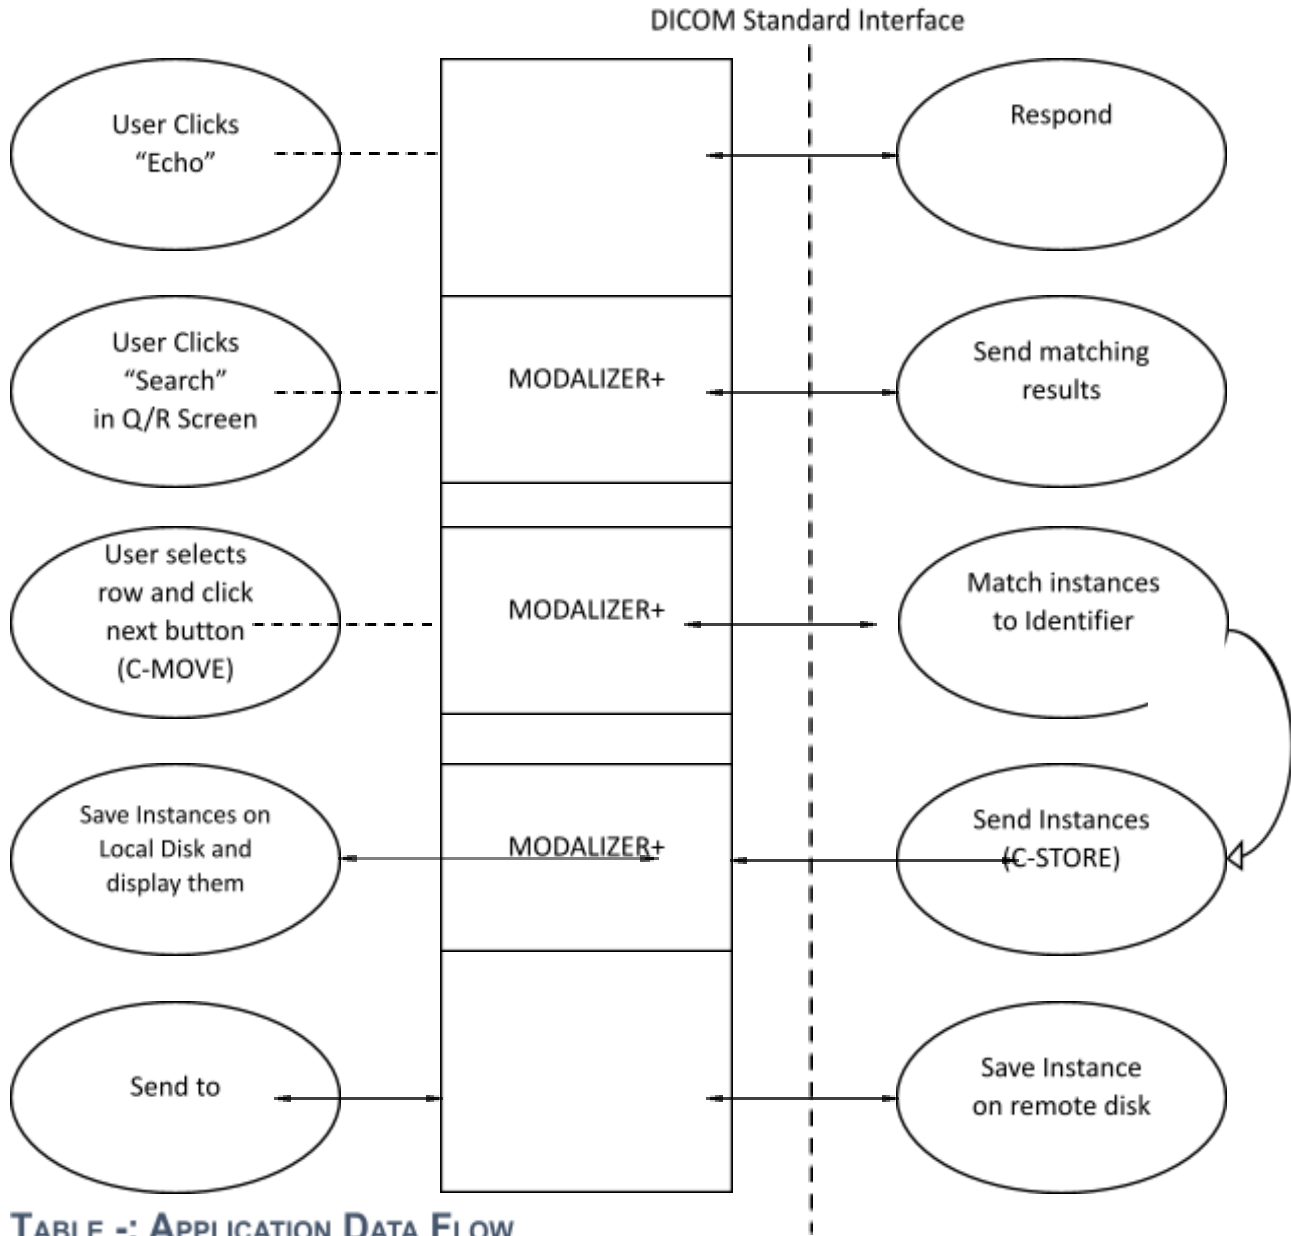 DICOM Standard Interface
User Clicks
“Echo”
Respond
User Clicks
“Search”
in Q/R Screen
MODALIZER+
Send matching
results
User selects
row and click
next button
(C-MOVE)
MODALIZER+
Match instances
to Identifier
Save Instances on
Local Disk and
display them
MODALIZER+
Send Instances
(C-STORE)
Send to
Save Instance
on remote disk
TABLE -: APPLICATION DATA FLOW